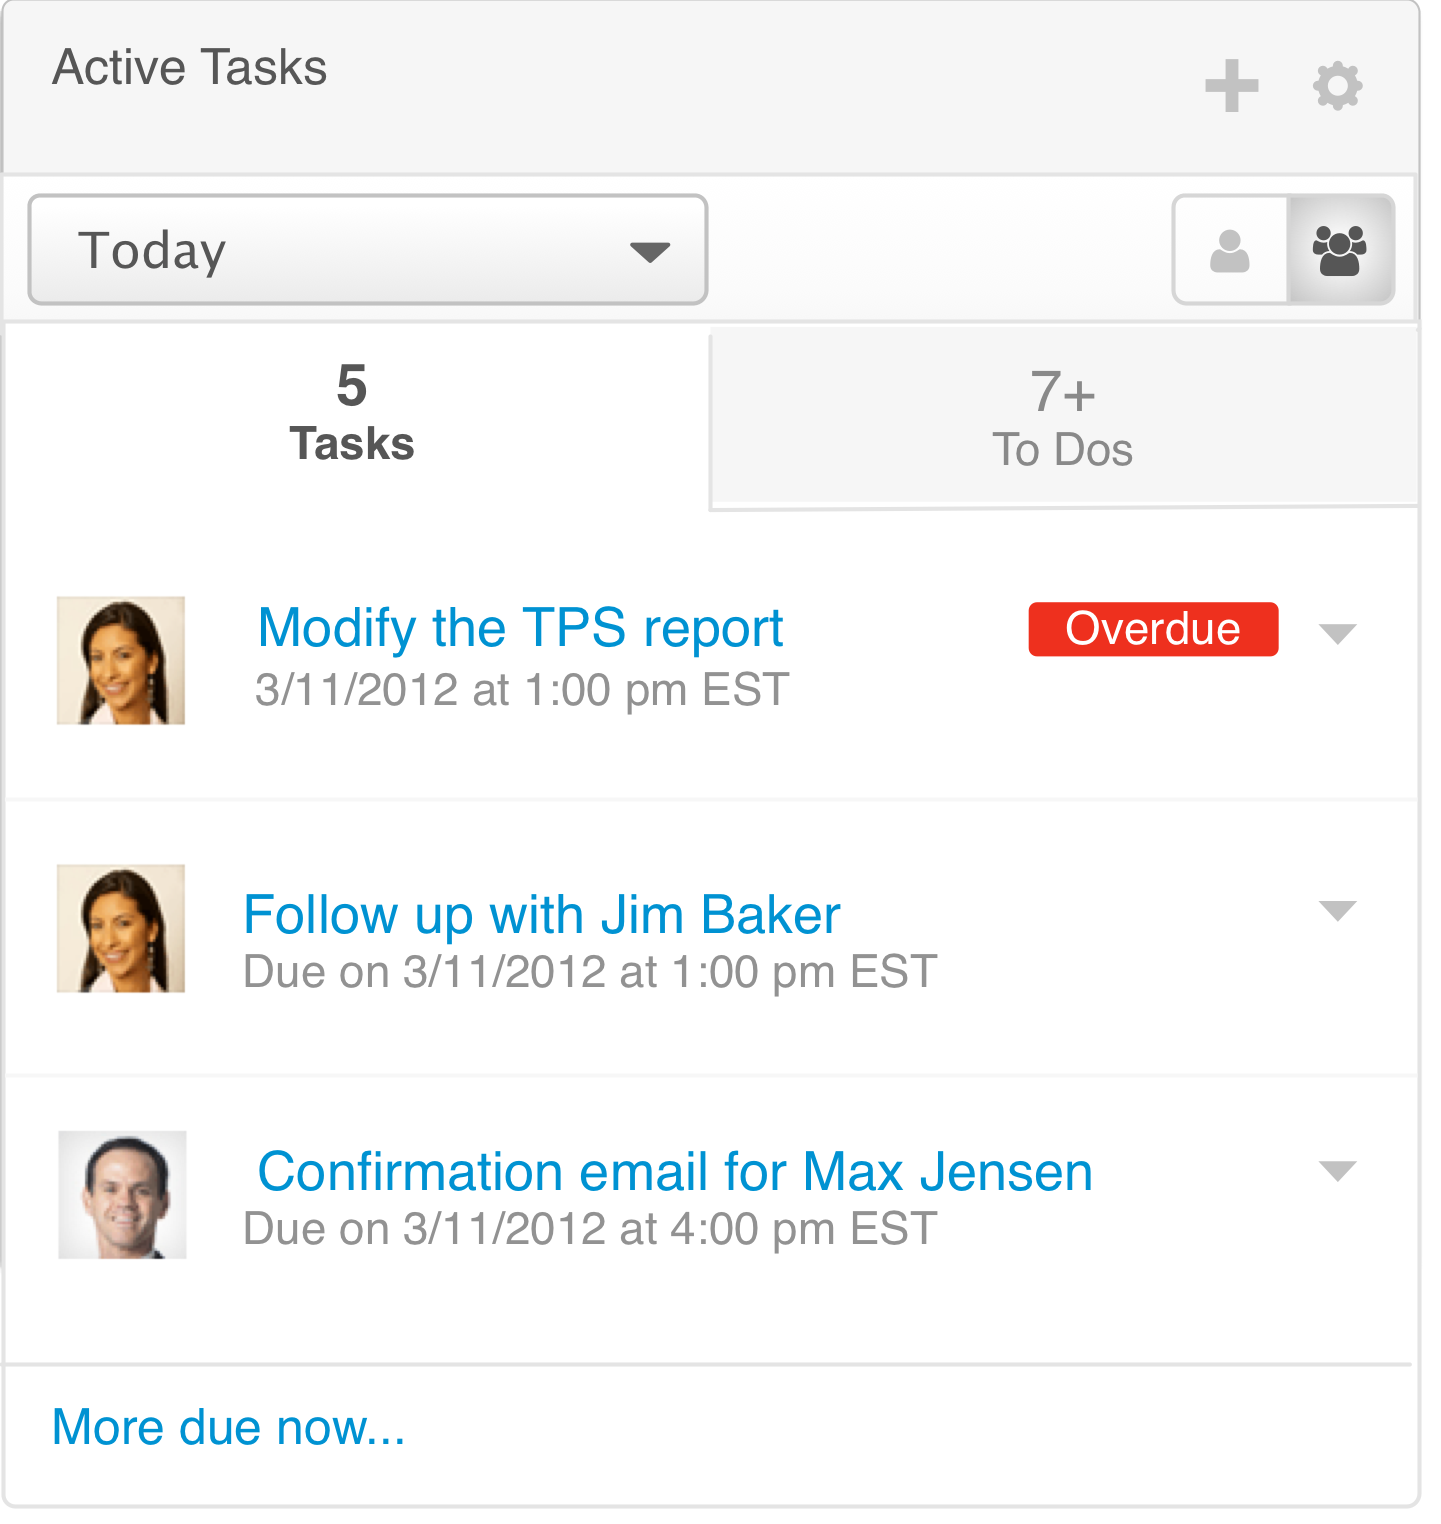 Active Tasks
Today
5
Tasks
7+
To Dos
Modify the TPS report
Overdue
3/11/2012 at 1:00 pm EST
Follow up with Jim Baker
Due on 3/11/2012 at 1:00 pm EST
Confirmation email for Max Jensen
Due on 3/11/2012 at 4:00 pm EST
More due now...